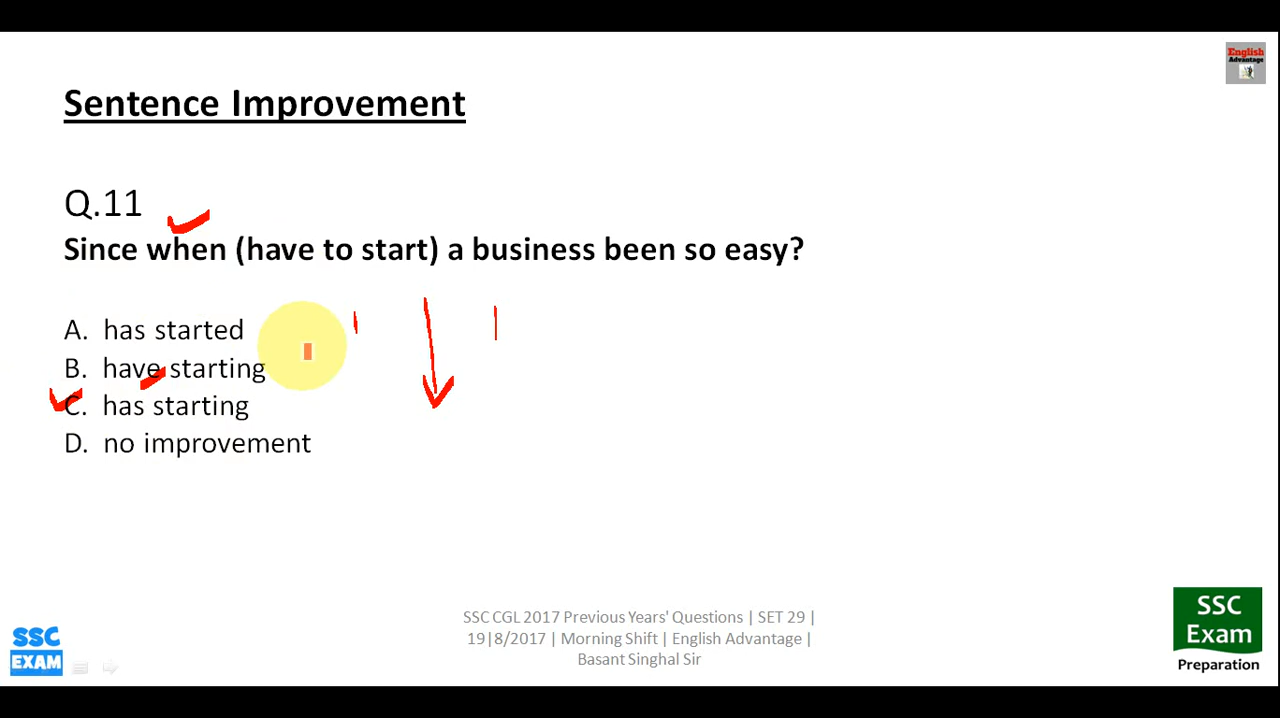 English
Advantage
Sentence Improvement
Q.11
Since when (have to start) a business been so easy?
A. has started
B. have starting
C. has starting
D. no improvement
SSC CGL 2017 Previous Years' Questions | SET 29 |
19|8/2017 | Morning Shift | English Advantage |
Basant Singhal Sir
SSC
EXAM
SSC
Exam
Preparation